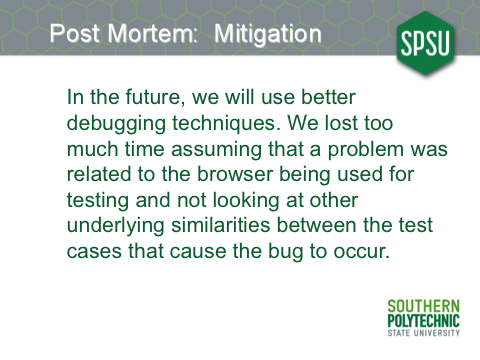 Post Mortem: Mitigation
SPSU
In the future, we will use better
debugging techniques. We lost too
much time assuming that a problem was
related to the browser being used for
testing and not looking at other
underlying similarities between the test
cases that cause the bug to occur.
SOUTHERN
POLYTECHNIC
STATE UNIVERSITY